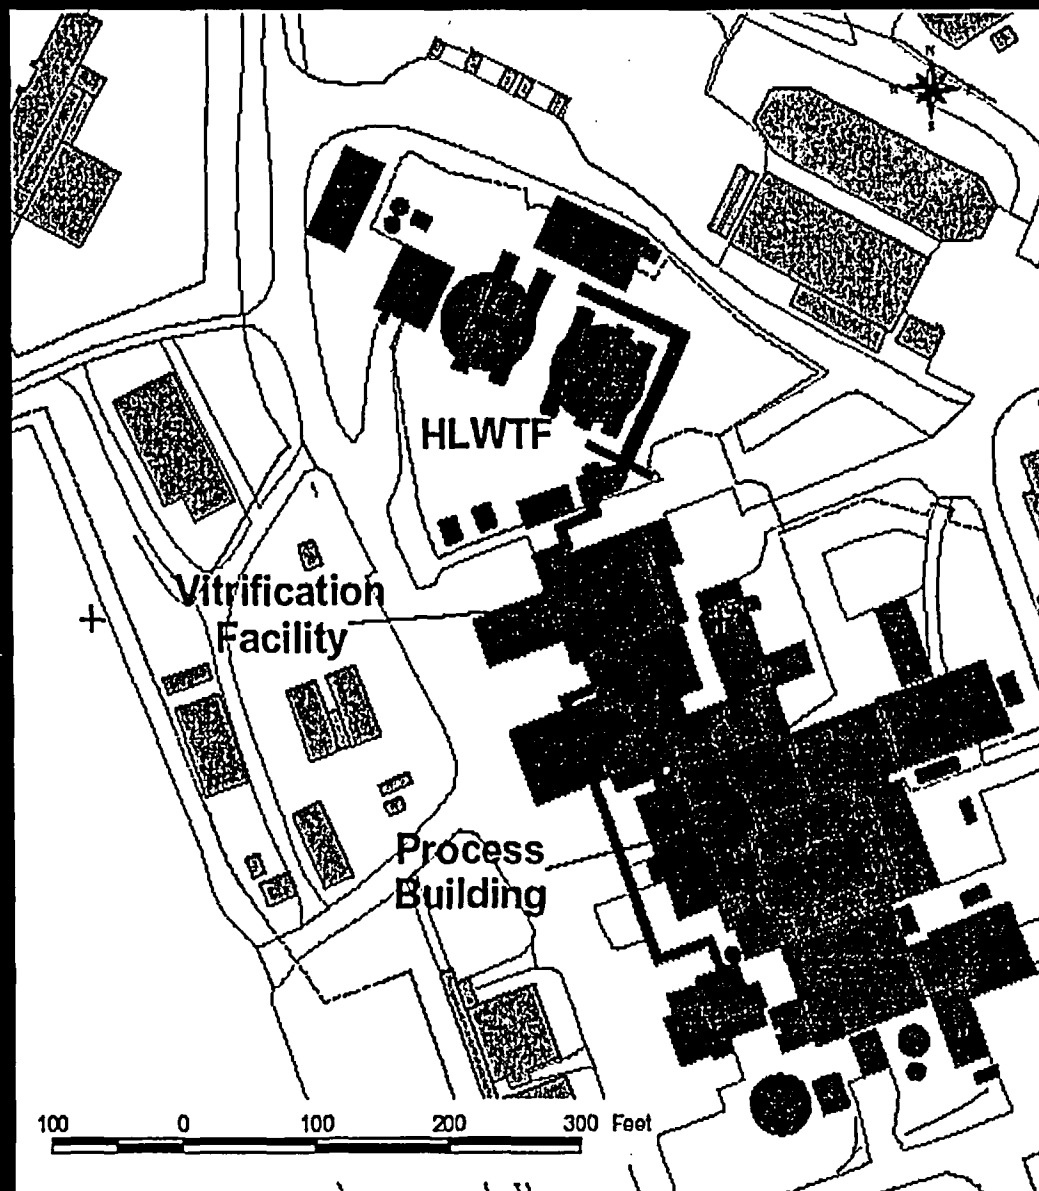 N
S
HLWTF
Vitrification
Facility
Process
Building
100 0 100 200 300 Feet